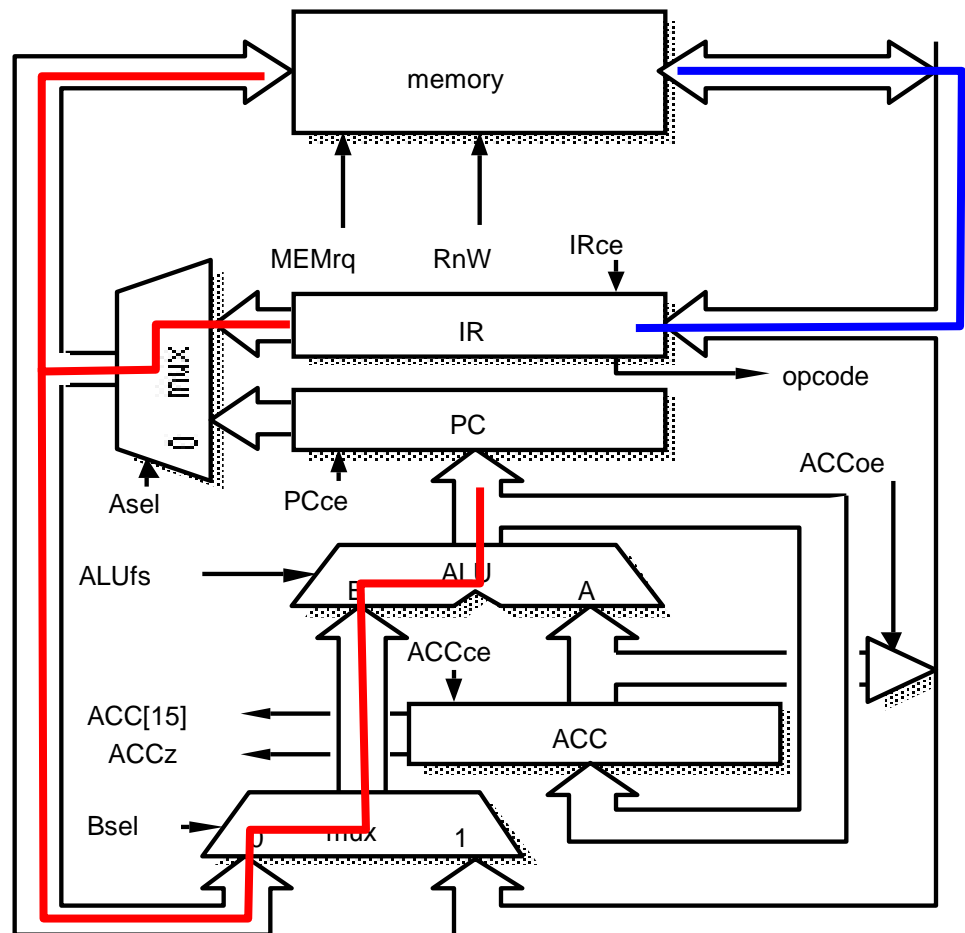 memory
MEMrq
RnW
IRce
IR
mux
0
opcode
PC
ACCoe
Asel
PCce
ALUfs
ALU
B
A
ACCce
ACC[15]
ACCz
ACC
Bsel
0
mux
1